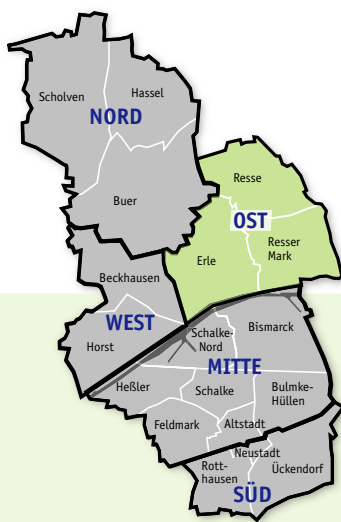 Scholven
Hassel
NORD
Buer
Resse
OST
Resser
Mark
Erle
Beckhausen
WEST
Horst
Schalke-
Nord
Bismarck
MITTE
Heßler
Schalke
Bulmke-
Hüllen
Feldmark
Altstadt
Neustadt
Rott-
hausen
Ückendorf
SÜD